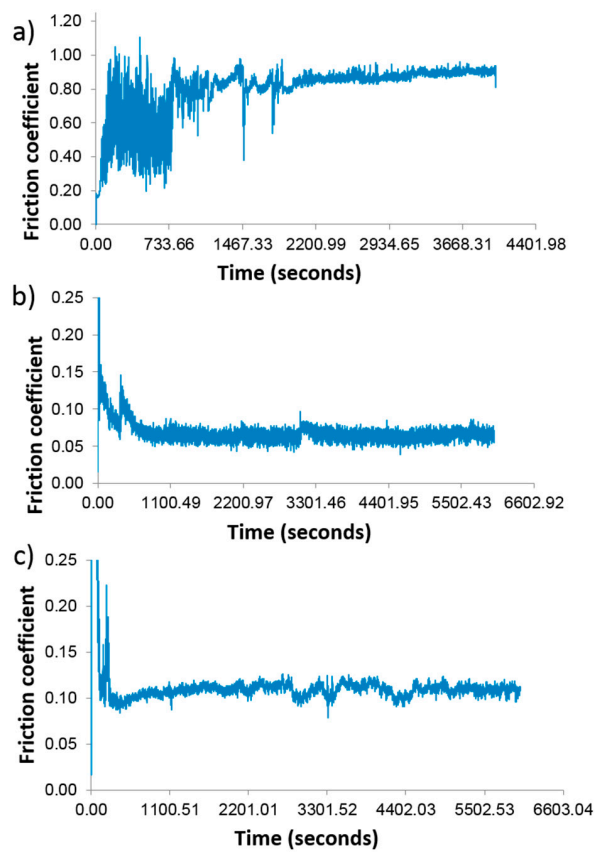 a)
Friction coefficient
1.20
1.00
0.80
0.60
0.40
0.20
0.00
0.00 733.66 1467.33 2200.99 2934.65 3668.31 4401.98
Time (seconds)
b)
Friction coefficient
0.25
0.20
0.15
0.10
0.05
0.00
0.00 1100.49 2200.97 3301.46 4401.95 5502.43 6602.92
Time (seconds)
c)
Friction coefficient
0.25
0.20
0.15
0.10
0.05
0.00
0.00 1100.51 2201.01 3301.52 4402.03 5502.53 6603.04
Time (seconds)